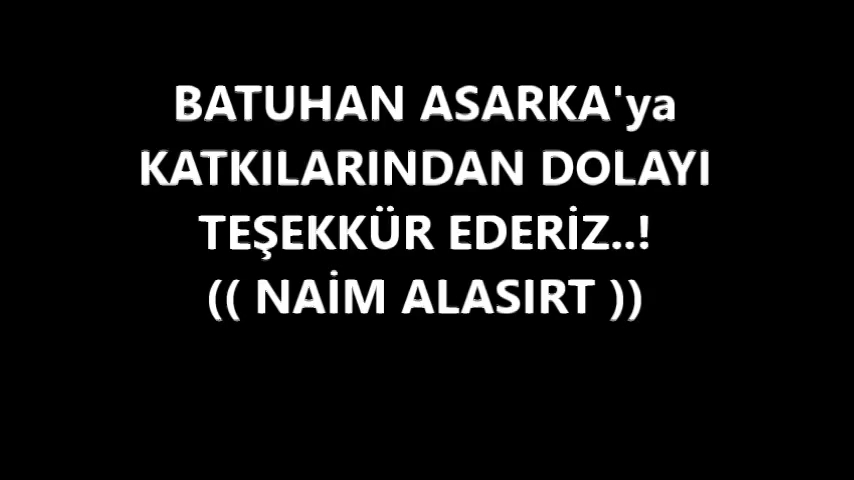 BATUHAN ASARKA'ya
KATKILARINDAN DOLAYI
TEŞEKKÜR EDERİZ..!
(( NAİM ALASIRT ))